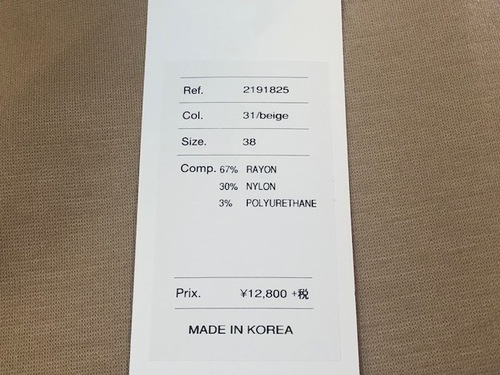 Ref. 2191825
Col. 31/beige
Size. 38
Comp. 67% RAYON
30% NYLON
3% POLYURETHANE
Prix. ¥12,800 +税
MADE IN KOREA